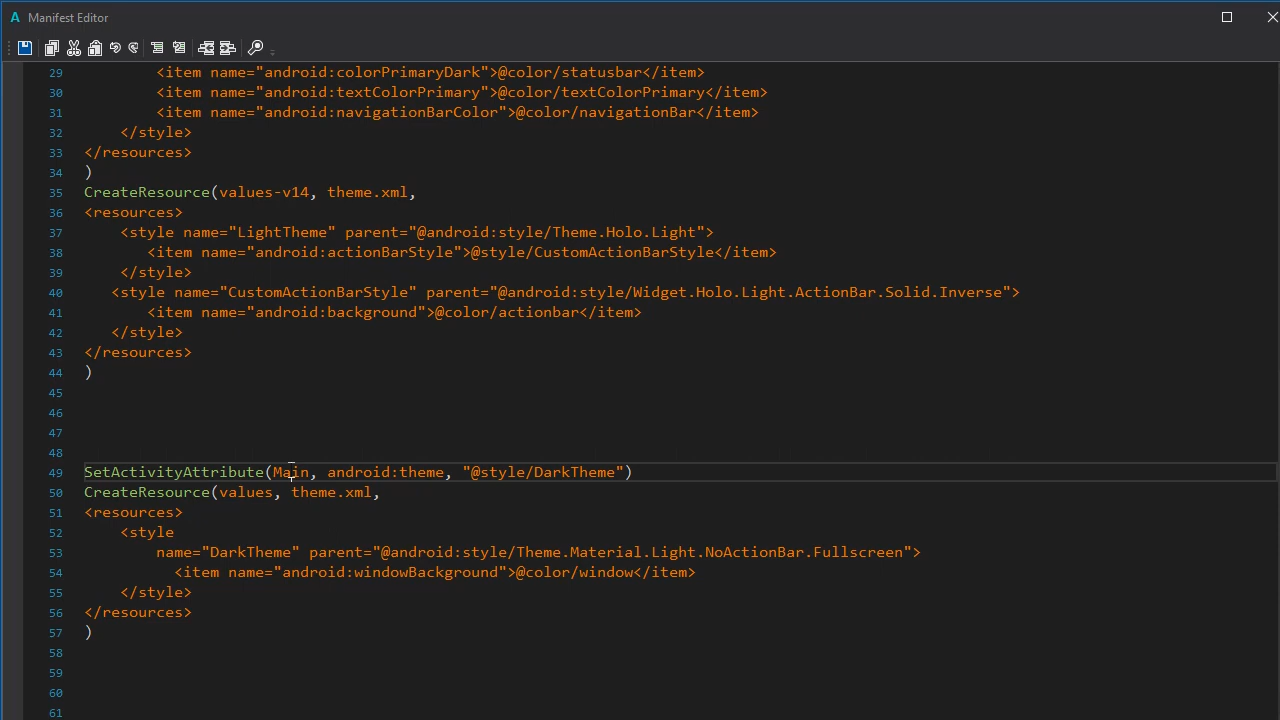 A Manifest Editor
29 <item name="android:colorPrimaryDark">@color/statusbar</item>
30 <item name="android:textColorPrimary">@color/textColorPrimary</item>
31 <item name="android:navigationBarColor">@color/navigationBar</item>
32 </style>
33 </resources>
34 )
35 CreateResource(values-v14, theme.xml,
36 <resources>
37 <style name="LightTheme" parent="@android:style/Theme.Holo.Light">
38 <item name="android:actionBarStyle">@style/CustomActionBarStyle</item>
39 </style>
40 <style name="CustomActionBarStyle" parent="@android:style/Widget.Holo.Light.ActionBar.Solid.Inverse">
41 <item name="android:background">@color/actionbar</item>
42 </style>
43 </resources>
44 )
45
46
47
48
49 SetActivityAttribute(Main, android:theme, "@style/DarkTheme")
50 CreateResource(values, theme.xml,
51 <resources>
52 <style
53 name="DarkTheme" parent="@android:style/Theme.Material.Light.NoActionBar.Fullscreen">
54 <item name="android:windowBackground">@color/window</item>
55 </style>
56 </resources>
57 )
58
59
60
61